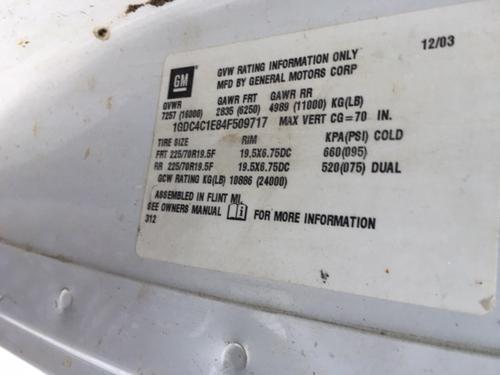 12/03
GM
GVW RATING INFORMATION ONLY
MFD BY GENERAL MOTORS CORP
GVWR GAWR FRT GAWR RR
7257 (16000) 2835 (6250) 4989 (11000) KG(LB)
1GDC4C1E84F509717 MAX VERT CG=70 IN.
TIRE SIZE RIM KPA(PSI) COLD
FRT 225/70R19.5F 19.5X6.75DC 660(095)
RR 225/70R19.5F 19.5X6.75DC 520(075) DUAL
GCW RATING KG(LB) 10886 (24000)
ASSEMBLED IN FLINT MI.
SEE OWNERS MANUAL i FOR MORE INFORMATION
312